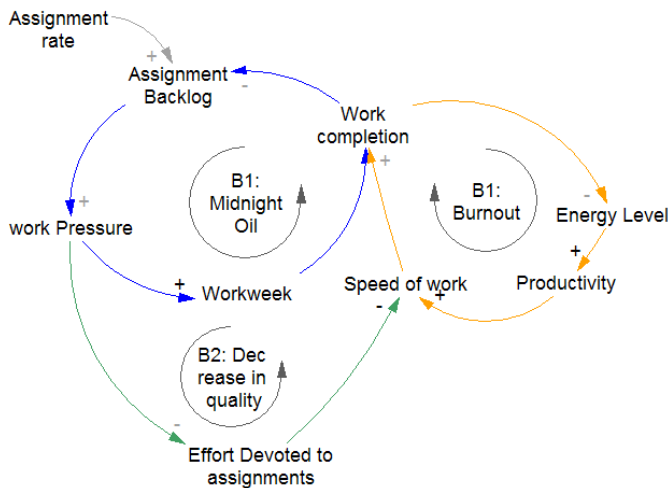 Assignment
rate
+
Assignment
Backlog
-
Work
completion
+
B1:
Midnight
Oil
B1:
Burnout
-
Energy Level
+
work Pressure
+
Productivity
+
Workweek
Speed of work
-
+
B2: Dec
rease in
quality
-
Effort Devoted to
assignments